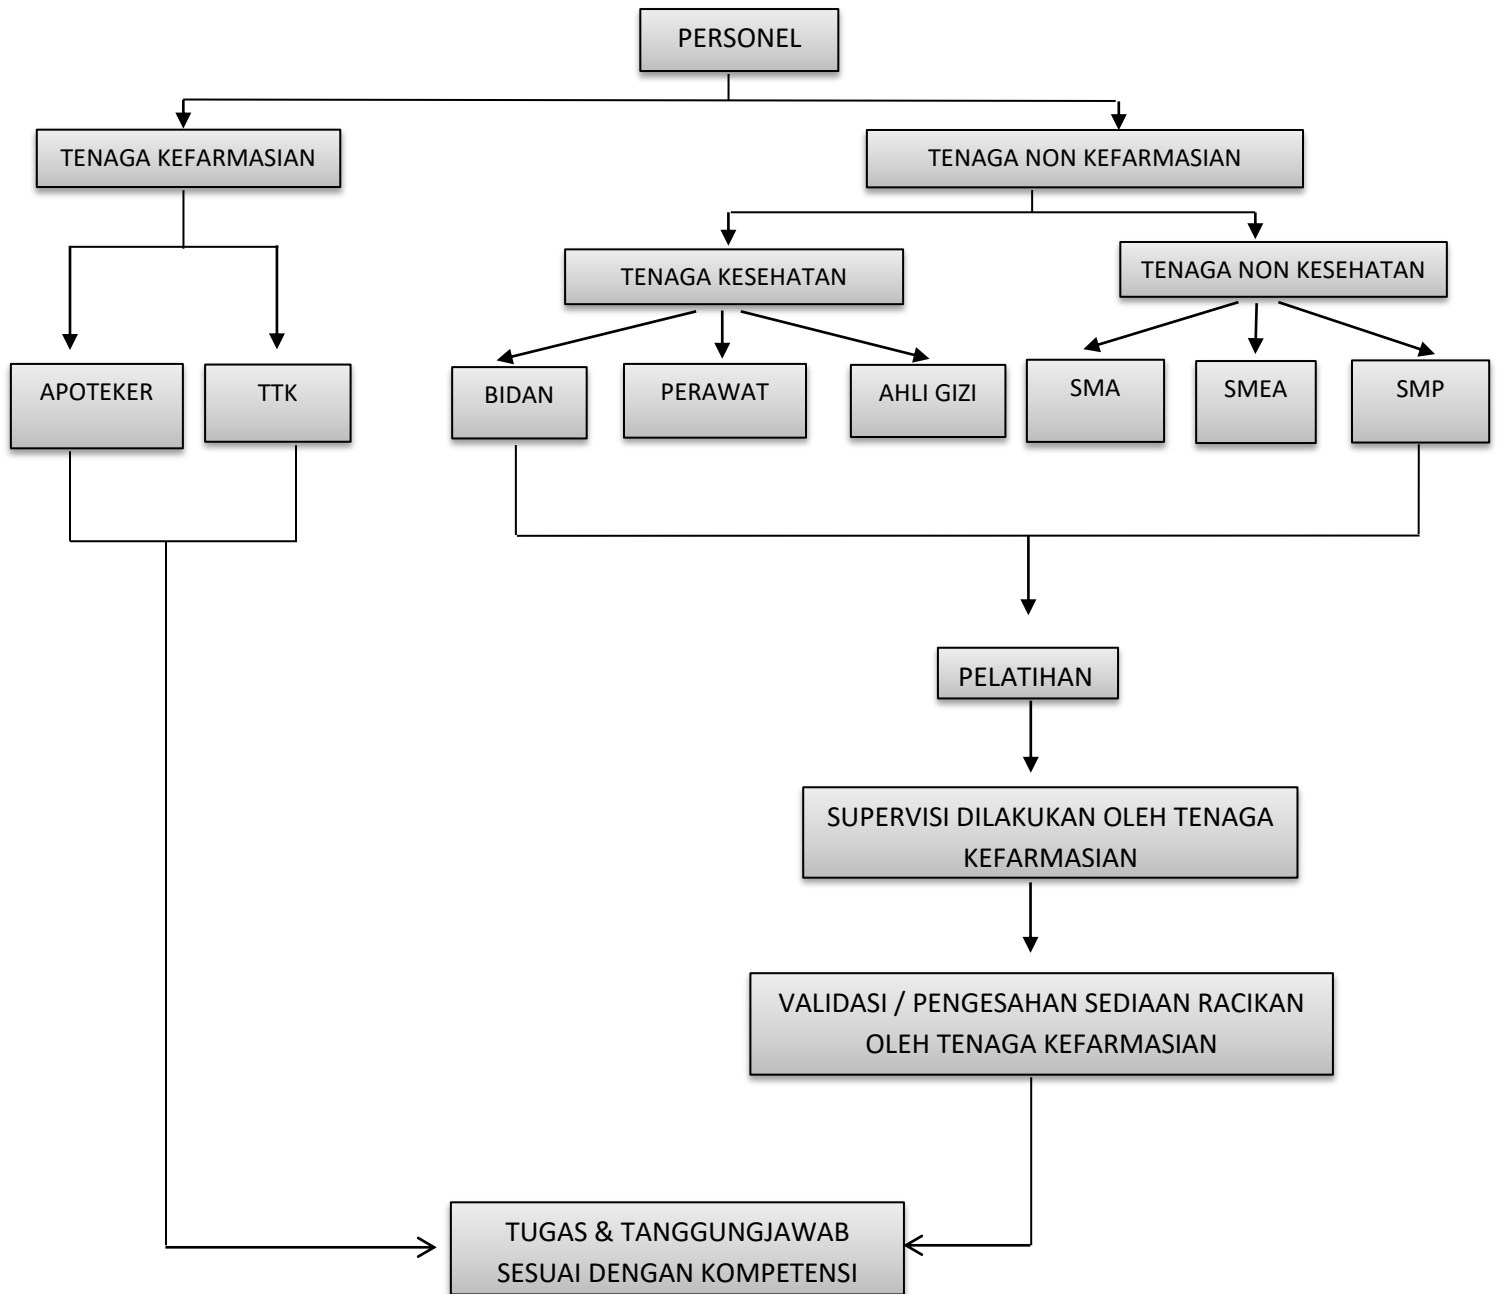 PERSONEL
TENAGA KEFARMASIAN
TENAGA NON KEFARMASIAN
TENAGA KESEHATAN
TENAGA NON KESEHATAN
APOTEKER
TTK
BIDAN
PERAWAT
AHLI GIZI
SMA
SMEA
SMP
PELATIHAN
SUPERVISI DILAKUKAN OLEH TENAGA
KEFARMASIAN
VALIDASI / PENGESAHAN SEDIAAN RACIKAN
OLEH TENAGA KEFARMASIAN
TUGAS & TANGGUNGJAWAB
SESUAI DENGAN KOMPETENSI